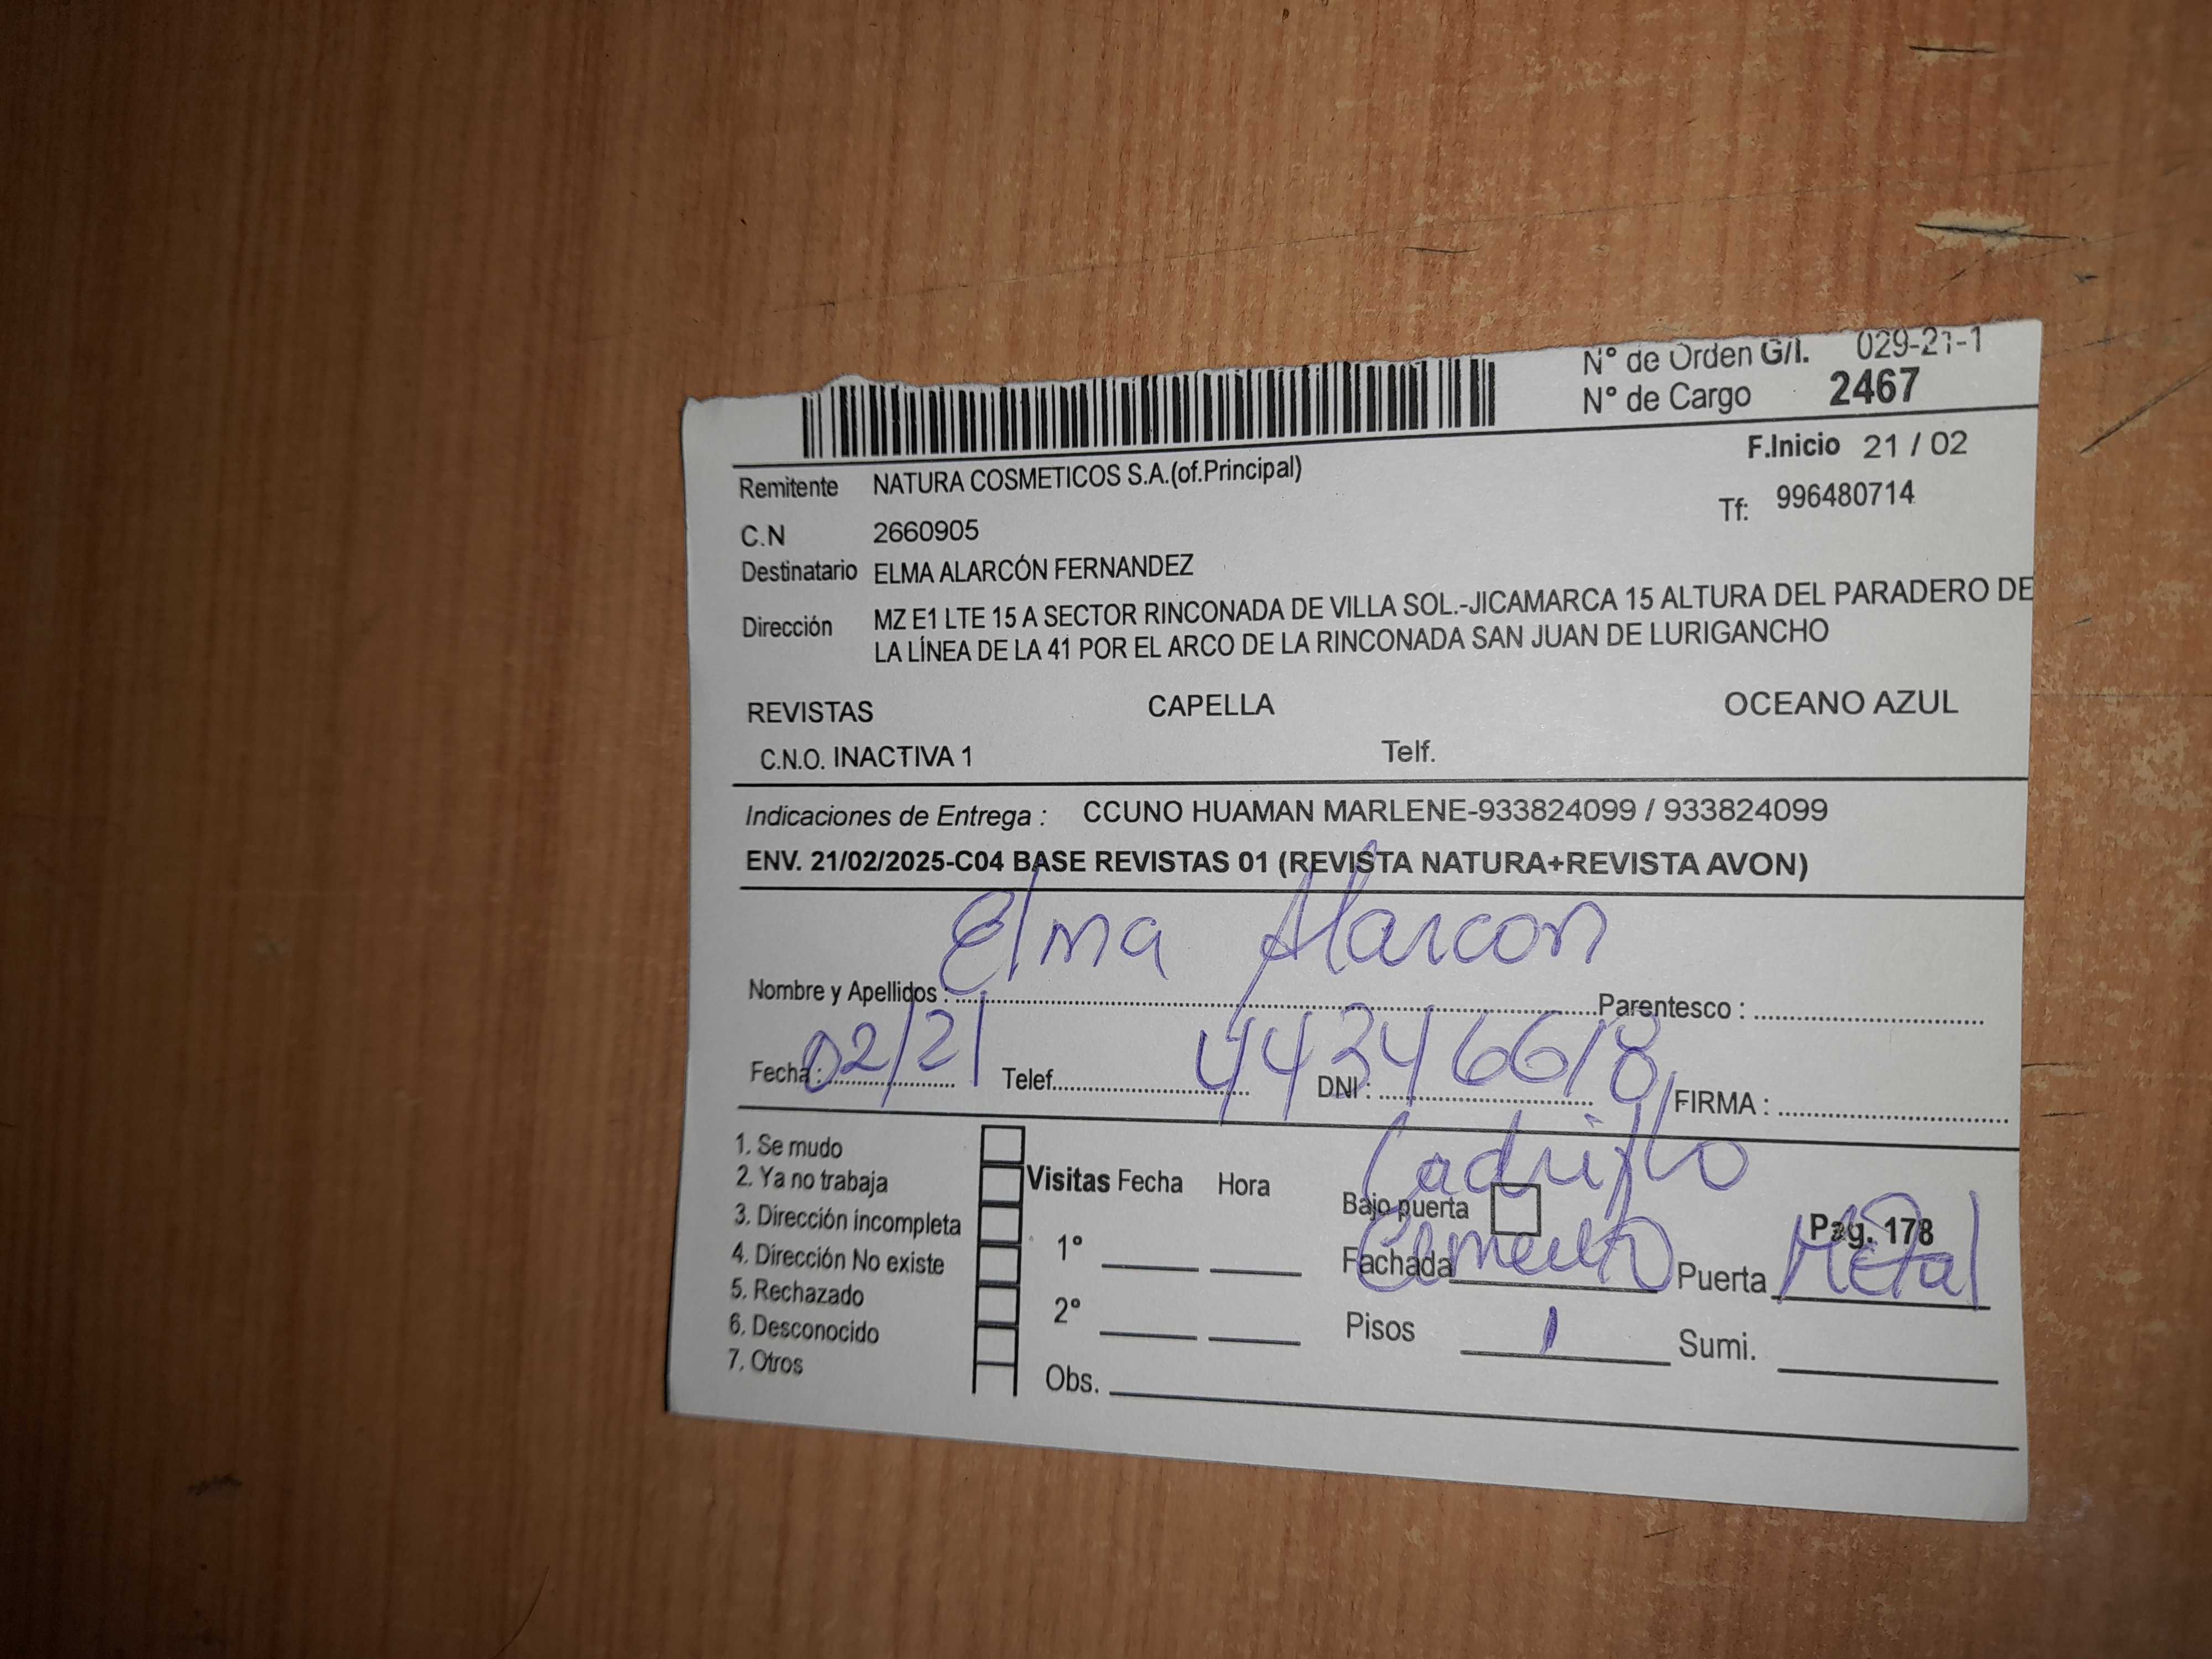 N° de Orden G/I. 029-21-1
N° de Cargo 2467
F.Inicio 21 / 02
Remitente NATURA COSMETICOS S.A.(of.Principal)
Tf: 996480714
C.N 2660905
Destinatario ELMA ALARCÓN FERNANDEZ
Dirección MZ E1 LTE 15 A SECTOR RINCONADA DE VILLA SOL.-JICAMARCA 15 ALTURA DEL PARADERO DE
LA LÍNEA DE LA 41 POR EL ARCO DE LA RINCONADA SAN JUAN DE LURIGANCHO
REVISTAS CAPELLA OCEANO AZUL
C.N.O. INACTIVA 1 Telf.
Indicaciones de Entrega : CCUNO HUAMAN MARLENE-933824099 / 933824099
ENV. 21/02/2025-C04 BASE REVISTAS 01 (REVISTA NATURA+REVISTA AVON)
Elma Alarcon
Nombre y Apellidos : Parentesco :
Fecha : 02/21 Telef. DNI : FIRMA :
1. Se mudo
2. Ya no trabaja
3. Dirección incompleta
4. Dirección No existe
5. Rechazado
6. Desconocido
7. Otros
Visitas Fecha Hora
1°
2°
Obs.
Ladrillo
Bajo puerta
Pag. 178
Fachada Cemento Puerta Metal
Pisos 1 Sumi.